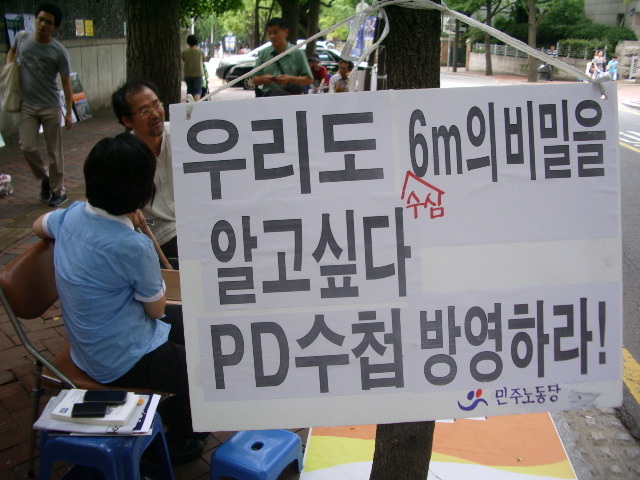 우리도 6m의 비밀을
수심
알고싶다
PD수첩 방영하라!
민주노동당